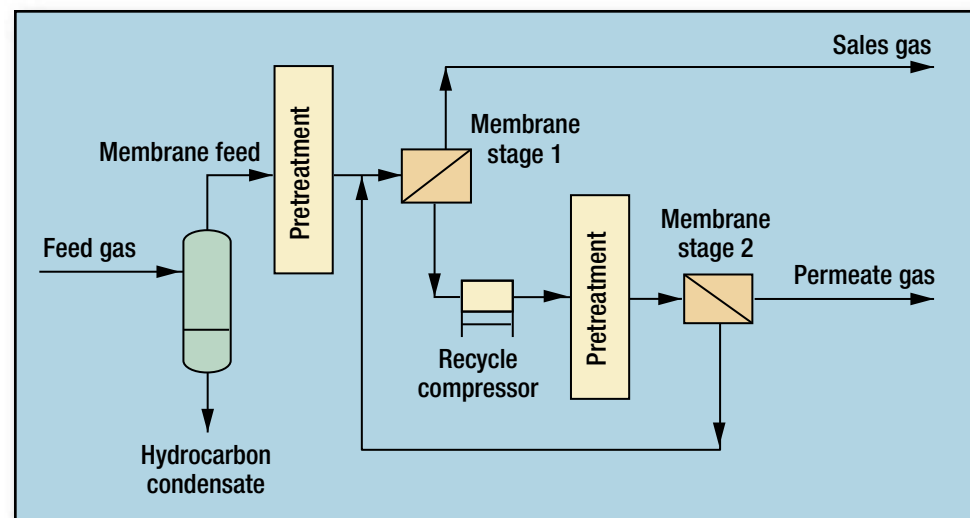 Sales gas
Membrane
stage 1
Membrane feed
Pretreatment
Feed gas
Membrane
stage 2
Permeate gas
Pretreatment
Recycle
compressor
Hydrocarbon
condensate